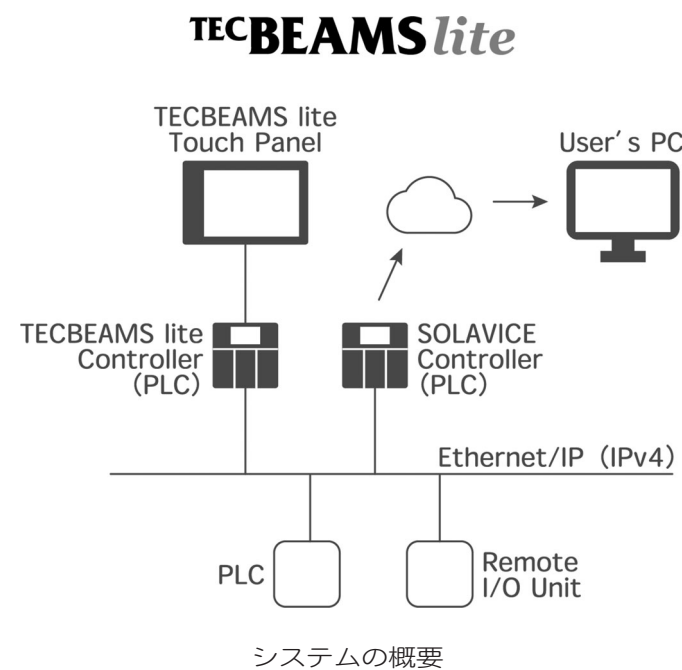 TECBEAMS lite
TECBEAMS lite
Touch Panel
User's PC
TECBEAMS lite
Controller
(PLC)
SOLAVICE
Controller
(PLC)
Ethernet/IP (IPv4)
PLC
Remote
I/O Unit
システムの概要